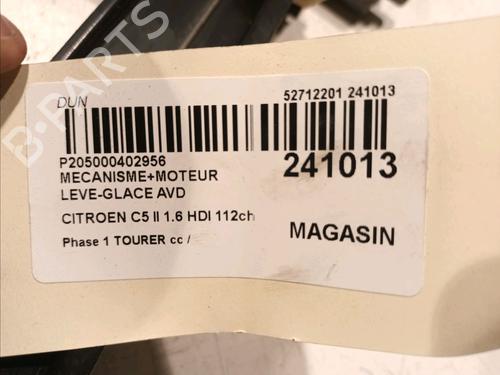 DUN
52712201 241013
P205000402956
241013
MECANISME+MOTEUR
LEVE-GLACE AVD
CITROEN C5 II 1.6 HDI 112ch
Phase 1 TOURER cc /
MAGASIN
B-PARTS